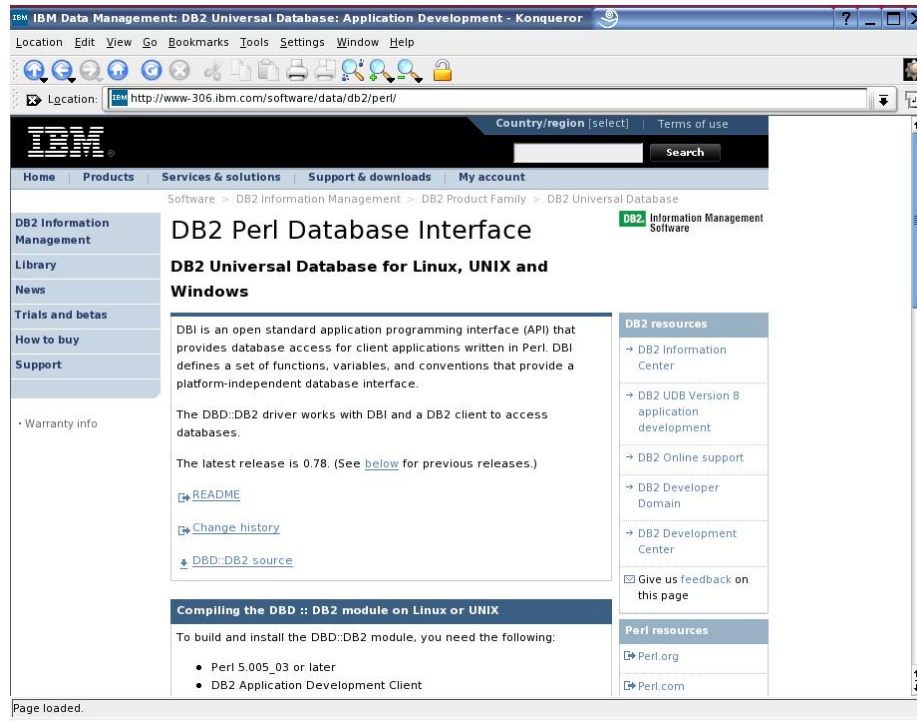 IBM Data Management: DB2 Universal Database: Application Development - Konqueror
Location Edit View Go Bookmarks Tools Settings Window Help
Location: http://www-306.ibm.com/software/data/db2/perl/
Country/region [select] | Terms of use
IBM®
Search
Home | Products | Services & solutions | Support & downloads | My account
Software > DB2 Information Management > DB2 Product Family > DB2 Universal Database
DB2 Information
Management
Library
News
Trials and betas
How to buy
Support
• Warranty info
DB2 Perl Database Interface
DB2. Information Management
Software
DB2 Universal Database for Linux, UNIX and
Windows
DBI is an open standard application programming interface (API) that
provides database access for client applications written in Perl. DBI
defines a set of functions, variables, and conventions that provide a
platform-independent database interface.
The DBD::DB2 driver works with DBI and a DB2 client to access
databases.
The latest release is 0.78. (See below for previous releases.)
README
Change history
DBD::DB2 source
Compiling the DBD :: DB2 module on Linux or UNIX
To build and install the DBD::DB2 module, you need the following:
• Perl 5.005_03 or later
• DB2 Application Development Client
DB2 resources
→ DB2 Information
Center
→ DB2 UDB Version 8
application
development
→ DB2 Online support
→ DB2 Developer
Domain
→ DB2 Development
Center
Give us feedback on
this page
Perl resources
Perl.org
Perl.com
Page loaded.